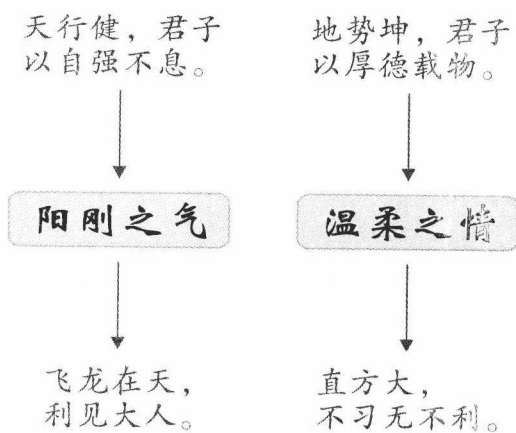 天行健，君子
以自强不息。
阳刚之气
飞龙在天，
利见大人。
地势坤，君子
以厚德载物。
温柔之情
直方大，
不习无不利。